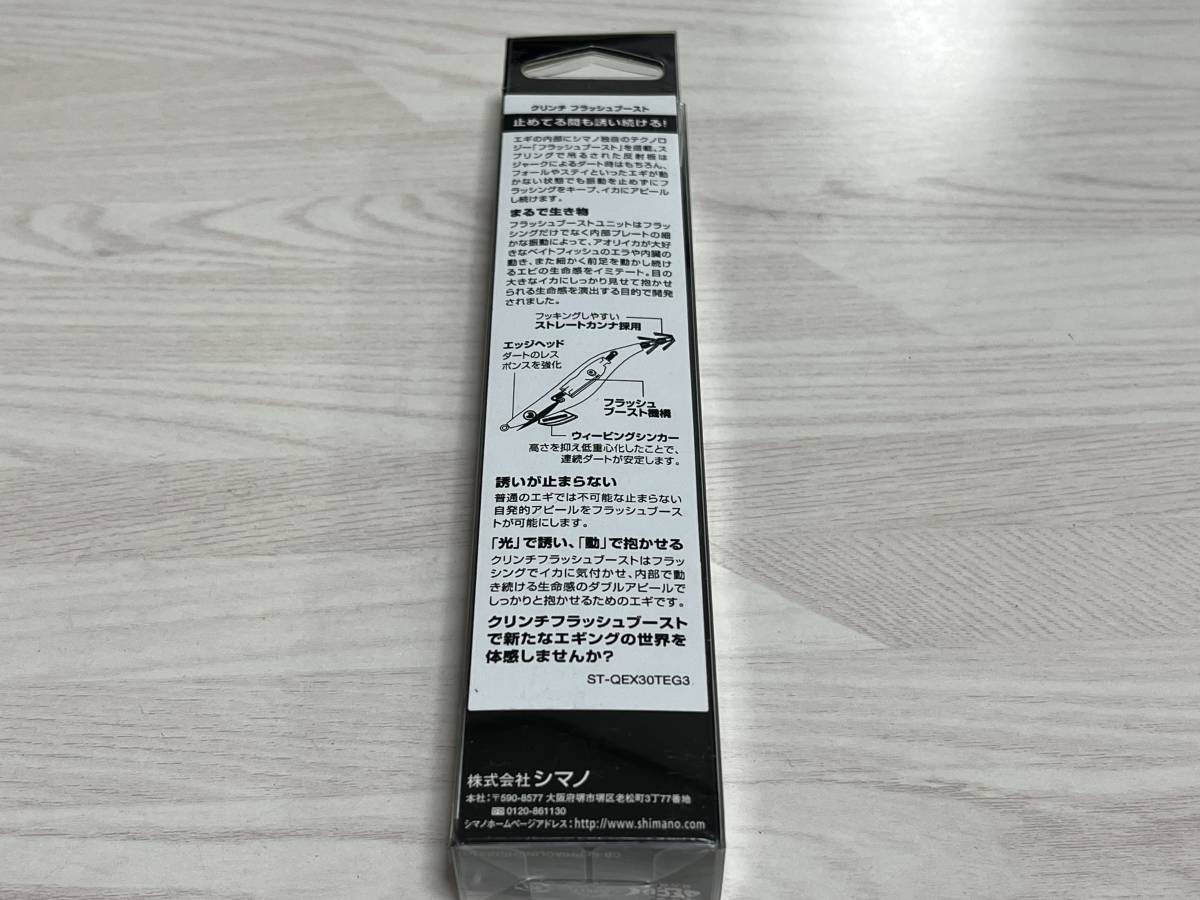 クリンチ フラッシュブースト
止めてる間も誘い続ける!
エギの内部にシマノ独自のテクノロ
ジー「フラッシュブースト」を搭載。ス
プリングで吊るされた反射板は
ジャークによるダート時はもちろん、
フォールやステイといったエギが動
かない状態でも振動を止めずにフ
ラッシングをキープ、イカにアピール
し続けます。
まるで生き物
フラッシュブーストユニットはフラッ
シングだけでなく内部プレートの細
かな振動によって、アオリイカが大好
きなベイトフィッシュのエラや内臓の
動き、また細かく前足を動かし続け
るエビの生命感をイミテート。目の
大きなイカにしっかり見せて抱かせ
られる生命感を演出する目的で開発
されました。
フッキングしやすい
ストレートカンナ採用
エッジヘッド
ダートのレス
ポンスを強化
フラッシュ
ブースト機構
ウィービングシンカー
高さを抑え低重心化したことで、
連続ダートが安定します。
誘いが止まらない
普通のエギでは不可能な止まらない
自発的アピールをフラッシュブース
トが可能にします。
「光」で誘い、「動」で抱かせる
クリンチフラッシュブーストはフラッ
シングでイカに気付かせ、内部で動
き続ける生命感のダブルアピールで
しっかりと抱かせるためのエギです。
クリンチフラッシュブースト
で新たなエギングの世界を
体感しませんか?
ST-QEX30TEG3
株式会社シマノ
本社:〒590-8577 大阪府堺市堺区老松町3丁77番地
0120-861130
シマノホームページアドレス:http://www.shimano.com